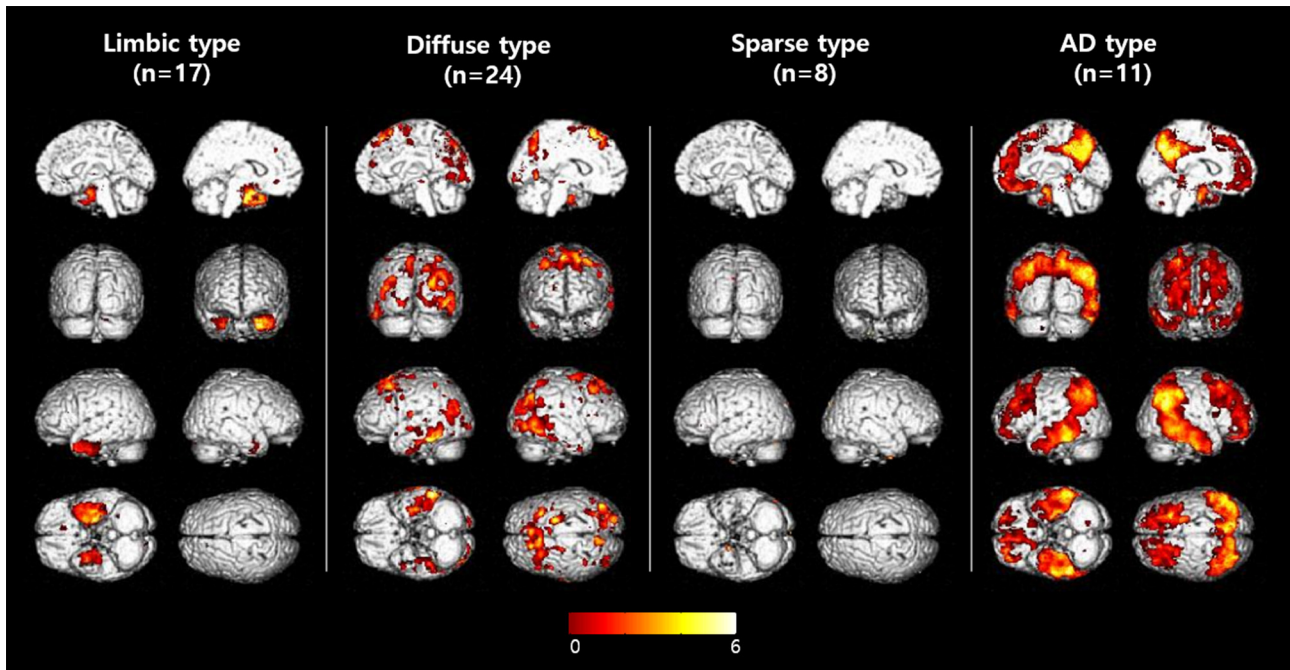 Limbic type
(n=17)
Diffuse type
(n=24)
Sparse type
(n=8)
AD type
(n=11)
0
6